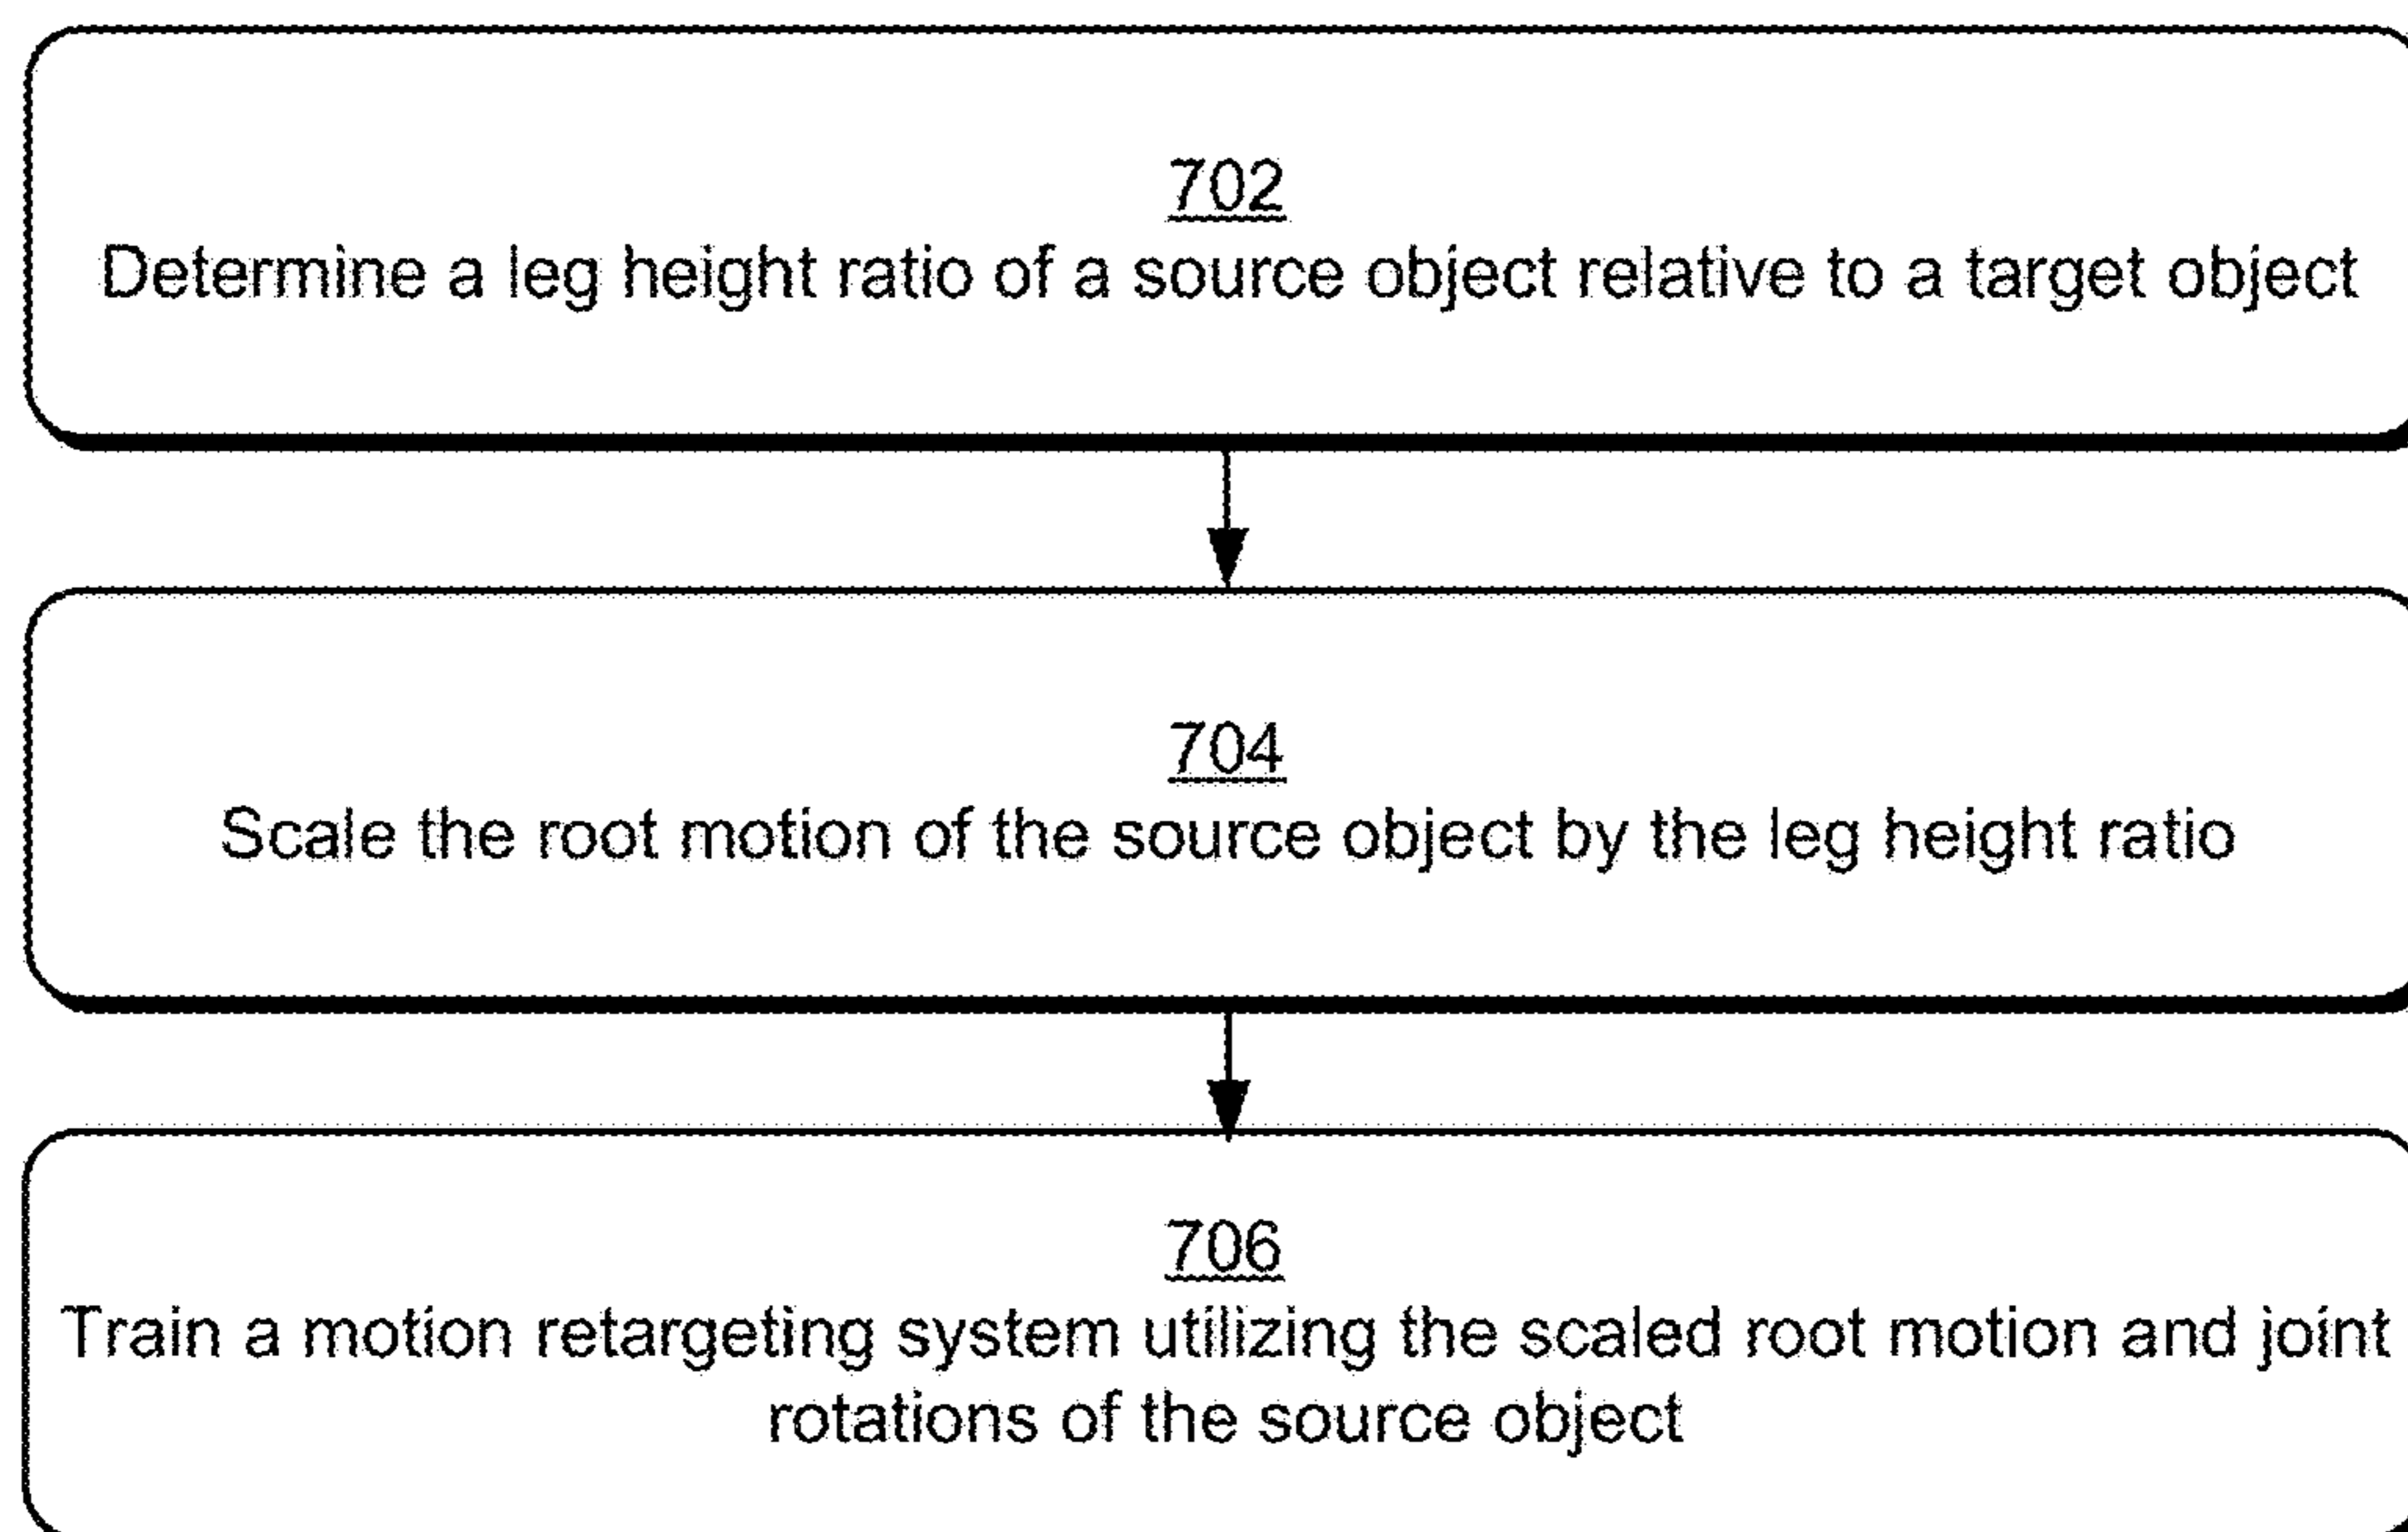 702
Determine a leg height ratio of a source object relative to a target object
704
Scale the root motion of the source object by the leg height ratio
706
Train a motion retargeting system utilizing the scaled root motion and joint
rotations of the source object